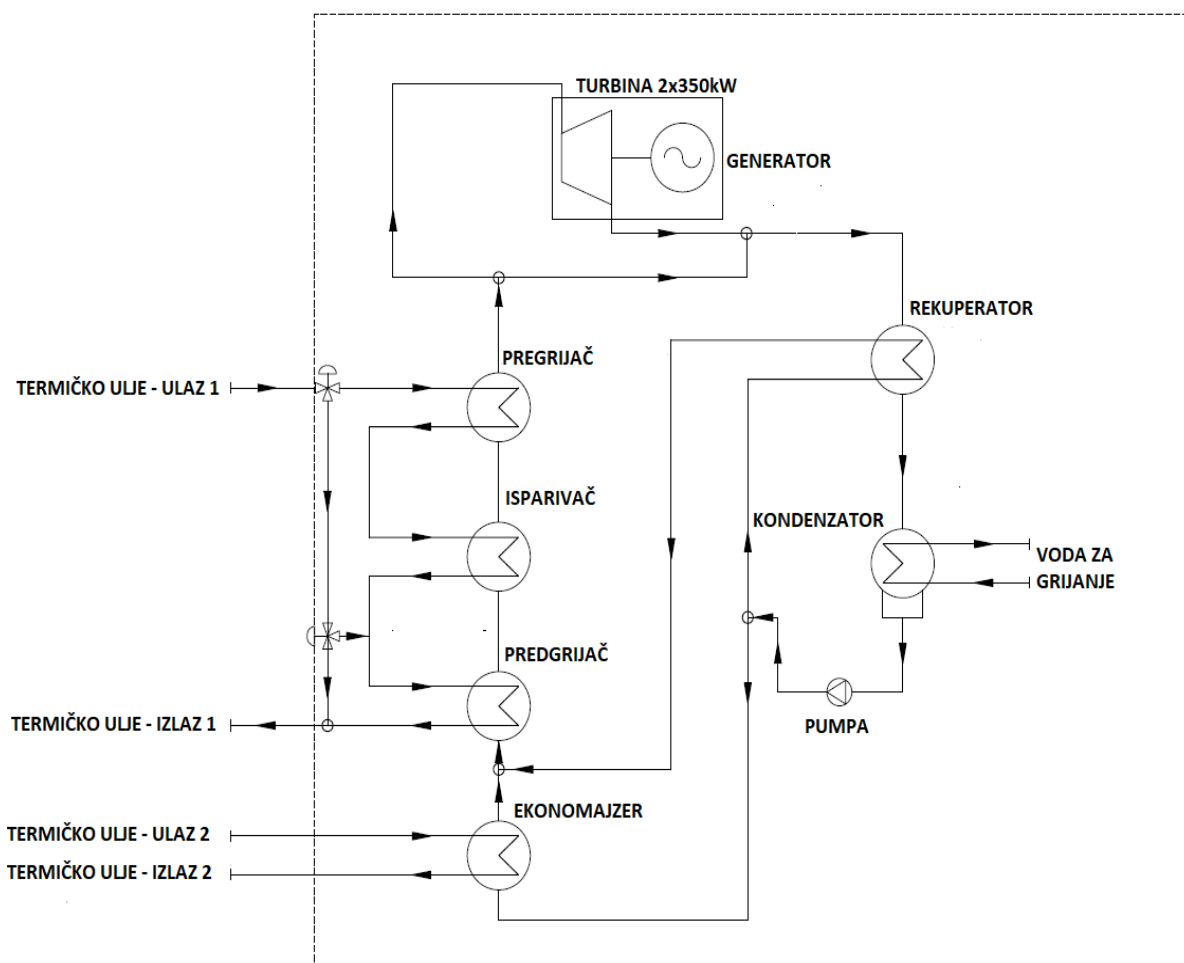 TURBINA 2x350kW
GENERATOR
REKUPERATOR
PREGRIJAČ
TERMIČKO ULJE - ULAZ 1
ISPARIVAČ
KONDENZATOR
VODA ZA
GRIJANJE
PREDGRIJAČ
TERMIČKO ULJE - IZLAZ 1
PUMPA
EKONOMAJZER
TERMIČKO ULJE - ULAZ 2
TERMIČKO ULJE - IZLAZ 2